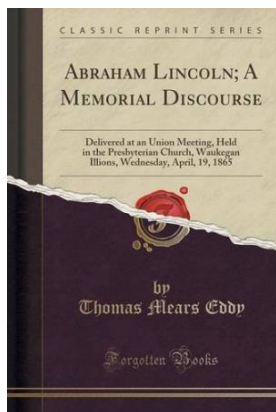 CLASSIC REPRINT SERIES
ABRAHAM LINCOLN; A
MEMORIAL DISCOURSE
Delivered at an Union Meeting, Held
in the Presbyterian Church, Waukegan
Illions, Wednesday, April, 19, 1865
by
Thomas Mears Eddy
Forgotten Books